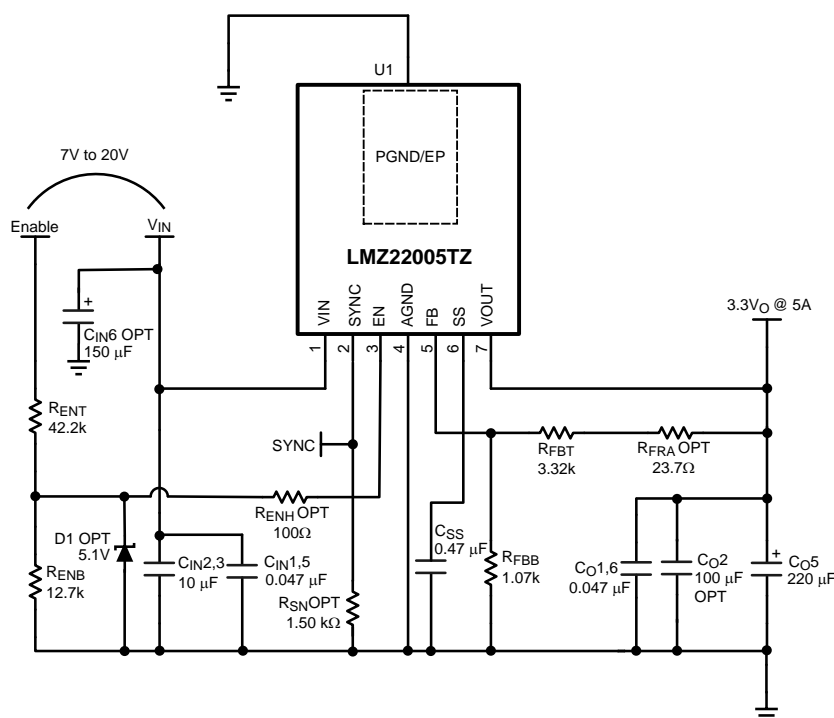 U1
PGND/EP
LMZ22005TZ
VIN
SYNC
EN
AGND
FB
SS
VOUT
1
2
3
4
5
6
7
7V to 20V
Enable
VIN
+
CIN6 OPT
150 μF
RENT
42.2k
SYNC
RENH OPT
100Ω
D1 OPT
5.1V
RENB
12.7k
CIN2,3
10 μF
CIN1,5
0.047 μF
RSNOPT
1.50 kΩ
CSS
0.47 μF
RFBB
1.07k
RFBT
3.32k
RFRA OPT
23.7Ω
3.3VO @ 5A
CO1,6
0.047 μF
CO2
100 μF
OPT
+
CO5
220 μF